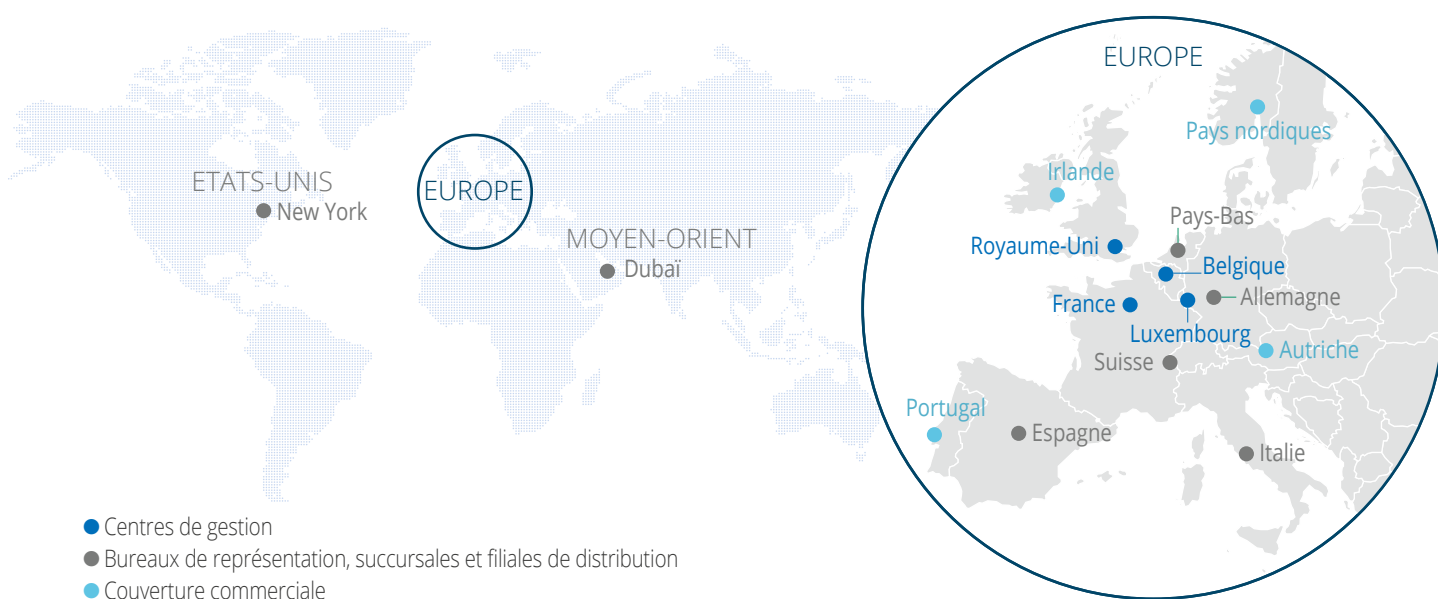 ETATS-UNIS
New York
EUROPE
MOYEN-ORIENT
Dubaï
EUROPE
Pays nordiques
Irlande
Pays-Bas
Royaume-Uni
Belgique
Allemagne
France
Luxembourg
Autriche
Suisse
Portugal
Espagne
Italie
Centres de gestion
Bureaux de représentation, succursales et filiales de distribution
Couverture commerciale